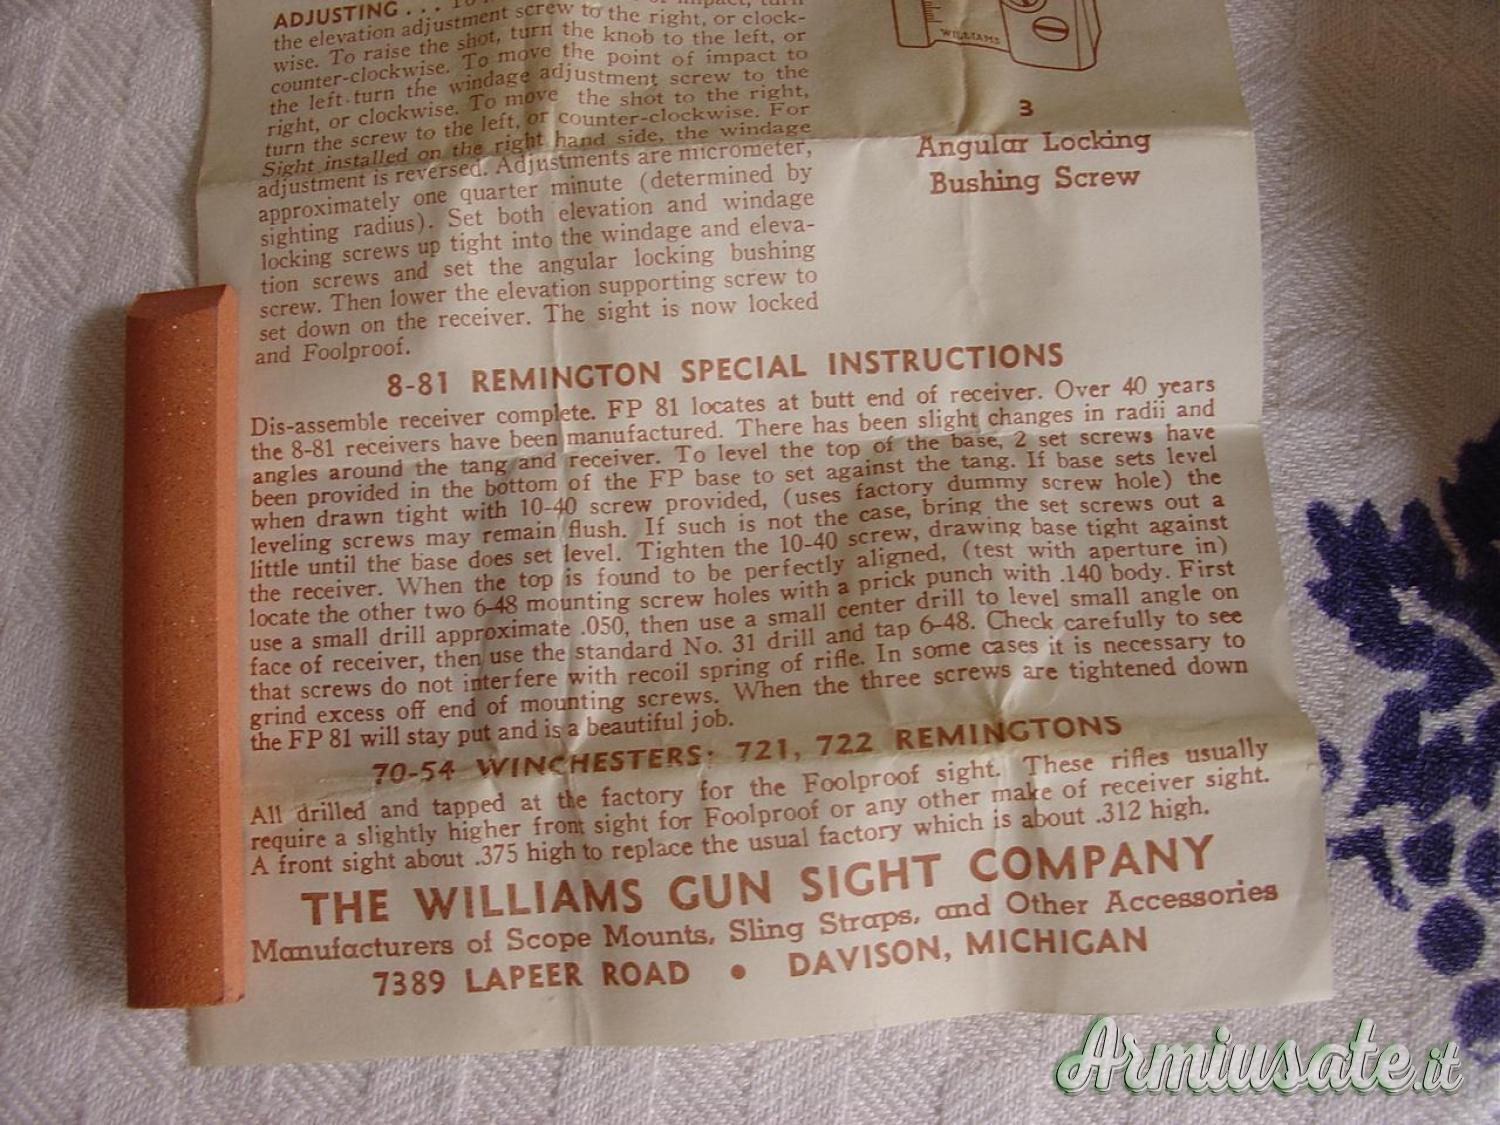 ADJUSTING . . . To impact, turn
the elevation adjustment screw to the right, or clock-
wise. To raise the shot, turn the knob to the left, or
counter-clockwise. To move the point of impact to
the left turn the windage adjustment screw to the
right, or clockwise. To move the shot to the right,
turn the screw to the left, or counter-clockwise. For
Sight installed on the right hand side, the windage
adjustment is reversed. Adjustments are micrometer,
approximately one quarter minute (determined by
sighting radius). Set both elevation and windage
locking screws up tight into the windage and eleva-
tion screws and set the angular locking bushing
screw. Then lower the elevation supporting screw to
set down on the receiver. The sight is now locked
and Foolproof.
WILLIAMS
3
Angular Locking
Bushing Screw
8-81 REMINGTON SPECIAL INSTRUCTIONS
Dis-assemble receiver complete. FP 81 locates at butt end of receiver. Over 40 years
the 8-81 receivers have been manufactured. There has been slight changes in radii and
angles around the tang and receiver. To level the top of the base, 2 set screws have
been provided in the bottom of the FP base to set against the tang. If base sets level
when drawn tight with 10-40 screw provided, (uses factory dummy screw hole) the
leveling screws may remain flush. If such is not the case, bring the set screws out a
little until the base does set level. Tighten the 10-40 screw, drawing base tight against
the receiver. When the top is found to be perfectly aligned, (test with aperture in)
locate the other two 6-48 mounting screw holes with a prick punch with .140 body. First
use a small drill approximate .050, then use a small center drill to level small angle on
face of receiver, then use the standard No. 31 drill and tap 6-48. Check carefully to see
that screws do not interfere with recoil spring of rifle. In some cases it is necessary to
grind excess off end of mounting screws. When the three screws are tightened down
the FP 81 will stay put and is a beautiful job.
70-54 WINCHESTERS; 721, 722 REMINGTONS
All drilled and tapped at the factory for the Foolproof sight. These rifles usually
require a slightly higher front sight for Foolproof or any other make of receiver sight.
A front sight about .375 high to replace the usual factory which is about .312 high.
THE WILLIAMS GUN SIGHT COMPANY
Manufacturers of Scope Mounts, Sling Straps, and Other Accessories
7389 LAPEER ROAD • DAVISON, MICHIGAN
Armiusate.it